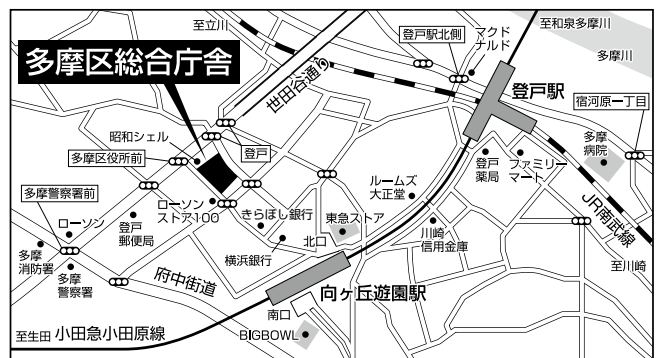 至立川
登戸駅北側
マクド
ナルド
至和泉多摩川
多摩川
多摩区総合庁舎
世田谷通り
登戸駅
宿河原一丁目
昭和シェル
登戸
多摩区役所前
多摩
病院
登戸
薬局
ファミリー
マート
ルームズ
大正堂
JR南武線
多摩警察署前
ローソン
ストア100
きらぼし銀行
東急ストア
ローソン
登戸
郵便局
横浜銀行
北口
川崎
信用金庫
至川崎
多摩
消防署
多摩
警察署
府中街道
向ヶ丘遊園駅
南口
至生田
小田急小田原線
BIGBOWL